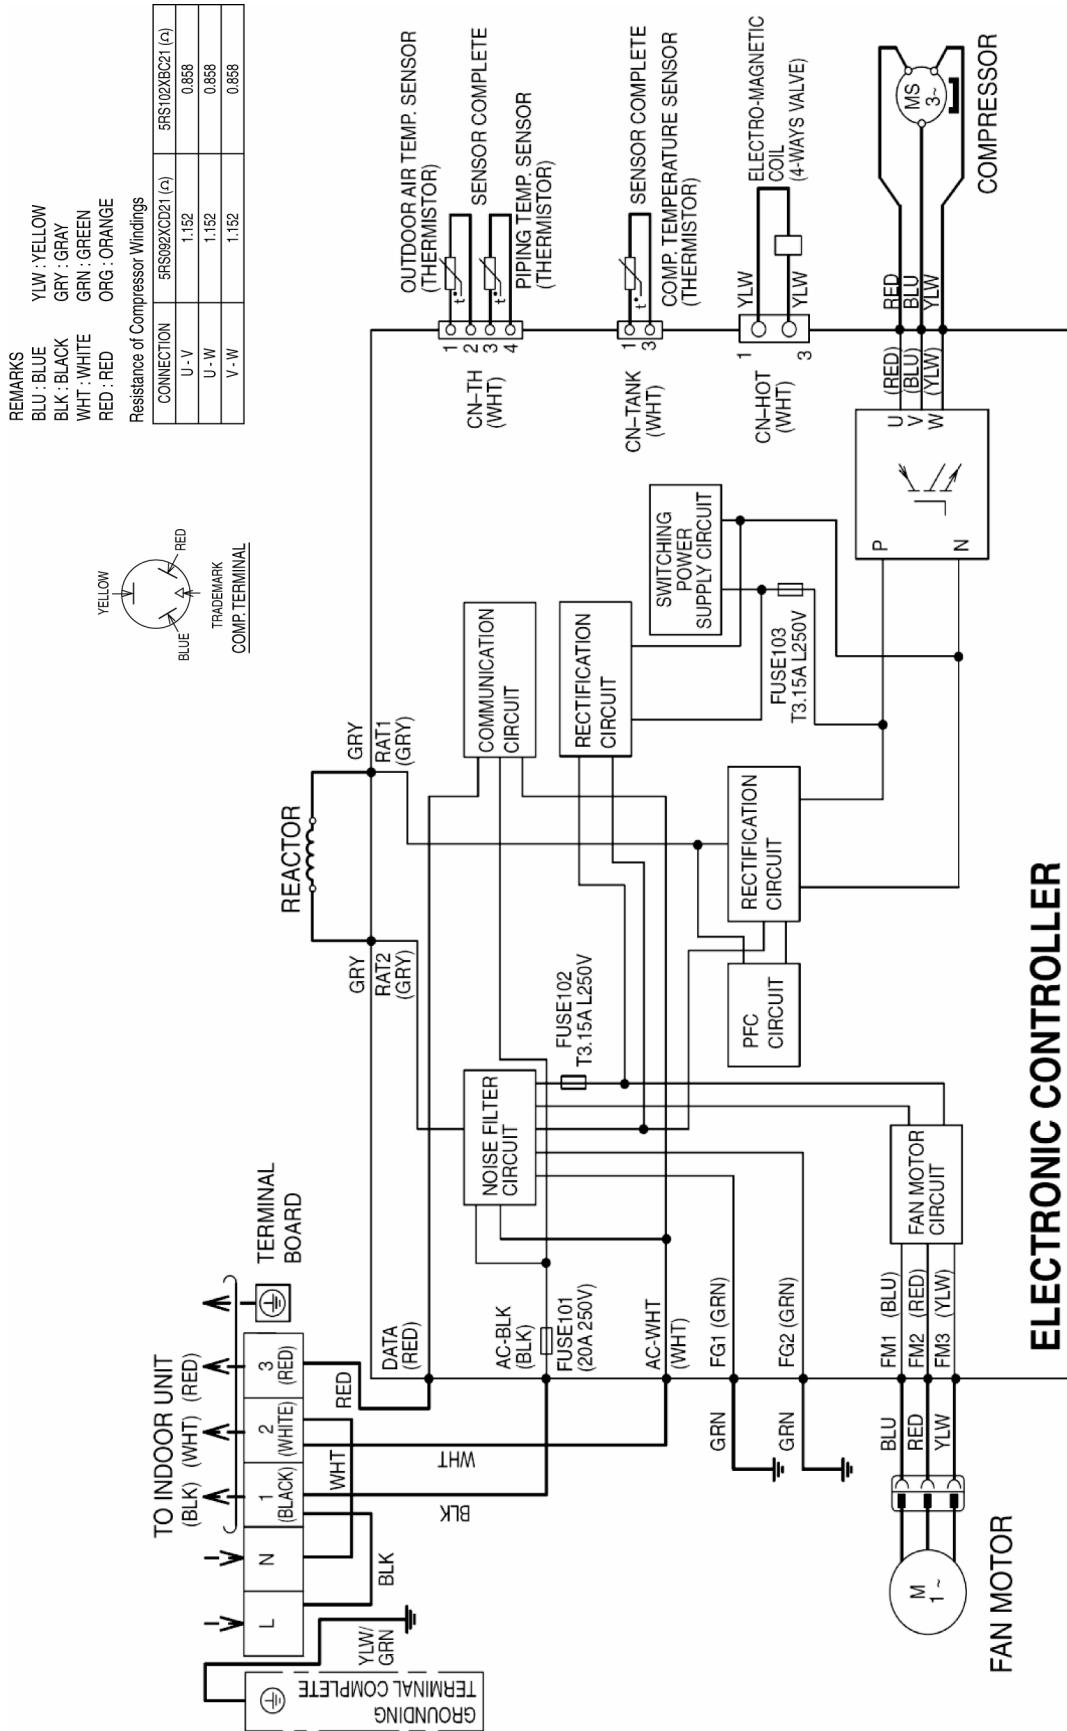 REMARKS
BLU : BLUE YLW : YELLOW
BLK : BLACK GRY : GRAY
WHT : WHITE GRN : GREEN
RED : RED ORG : ORANGE
Resistance of Compressor Windings
CONNECTION 5RS092XCD21 (Ω) 5RS102XBC21 (Ω)
U - V 1.152 0.858
U - W 1.152 0.858
V - W 1.152 0.858
YELLOW
RED
BLUE
TRADEMARK
COMP. TERMINAL
TO INDOOR UNIT
(BLK) (WHT) (RED)
L N 1 2 3
(BLACK) (WHITE) (RED)
TERMINAL
BOARD
GROUNDING
TERMINAL COMPLETE
YLW/
GRN
BLK
WHT
RED
BLK
WHT
REACTOR
GRY
GRY
RAT2
(GRY)
RAT1
(GRY)
DATA
(RED)
AC-BLK
(BLK)
FUSE101
(20A 250V)
AC-WHT
(WHT)
GRN
FG1 (GRN)
GRN
FG2 (GRN)
NOISE FILTER
CIRCUIT
FUSE102
T3.15A L250V
COMMUNICATION
CIRCUIT
RECTIFICATION
CIRCUIT
SWITCHING
POWER
SUPPLY CIRCUIT
FUSE103
T3.15A L250V
PFC
CIRCUIT
RECTIFICATION
CIRCUIT
P
N
U
V
W
(RED)
(BLU)
(YLW)
RED
BLU
YLW
MS
3~
COMPRESSOR
1
2
3
4
CN–TH
(WHT)
OUTDOOR AIR TEMP. SENSOR
(THERMISTOR)
t°
SENSOR COMPLETE
t°
PIPING TEMP. SENSOR
(THERMISTOR)
1
3
CN–TANK
(WHT)
t°
SENSOR COMPLETE
COMP. TEMPERATURE SENSOR
(THERMISTOR)
1
3
CN–HOT
(WHT)
YLW
YLW
ELECTRO-MAGNETIC
COIL
(4-WAYS VALVE)
FAN MOTOR
CIRCUIT
FM1 (BLU)
FM2 (RED)
FM3 (YLW)
BLU
RED
YLW
M
1 ~
FAN MOTOR
ELECTRONIC CONTROLLER